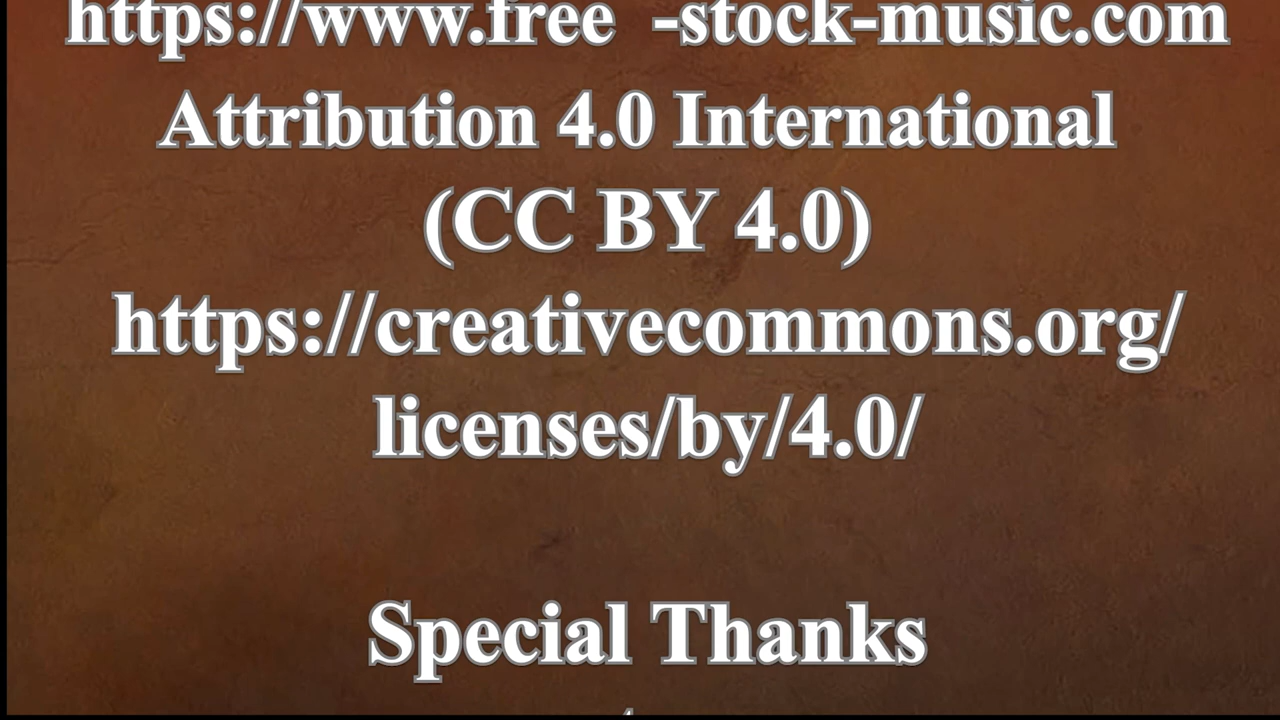 https://www.free -stock-music.com
Attribution 4.0 International
(CC BY 4.0)
https://creativecommons.org/
licenses/by/4.0/
Special Thanks